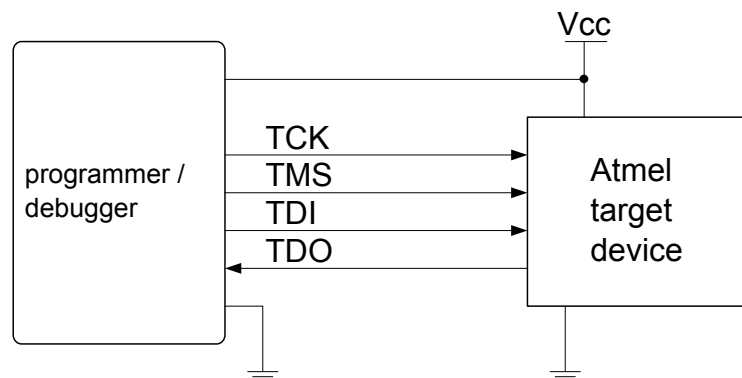 Vcc
programmer /
debugger
TCK
TMS
TDI
TDO
Atmel
target
device